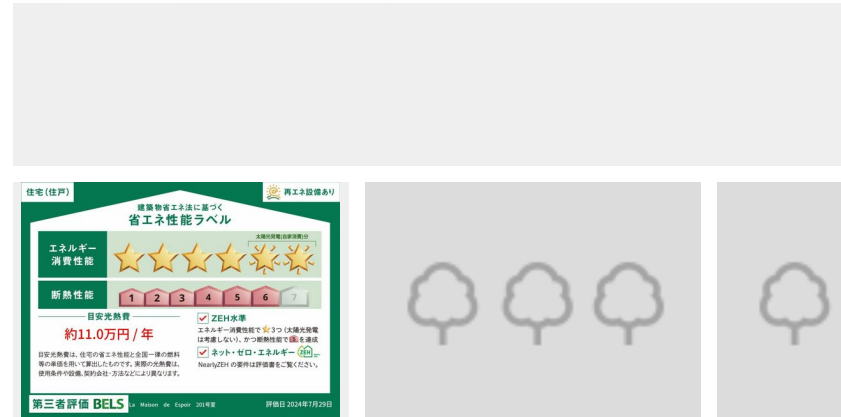 住宅(住戸)
再エネ設備あり
建築物省エネ法に基づく
省エネ性能ラベル
太陽光発電(自家消費)分
エネルギー
消費性能
断熱性能
1 2 3 4 5 6 7
目安光熱費
約11.0万円 / 年
目安光熱費は、住宅の省エネ性能と全国一律の燃料
等の単価を用いて算出したものです。実際の光熱費は、
使用条件や設備、契約会社・方法などにより異なります。
ZEH水準
エネルギー消費性能で 3つ (太陽光発電
は考慮しない)、かつ断熱性能で 5 を達成
ネット・ゼロ・エネルギー ZEH
NearlyZEH の要件は評価書をご覧ください。
第三者評価 BELS
La Maison de Espoir 201号室
評価日 2024年7月29日